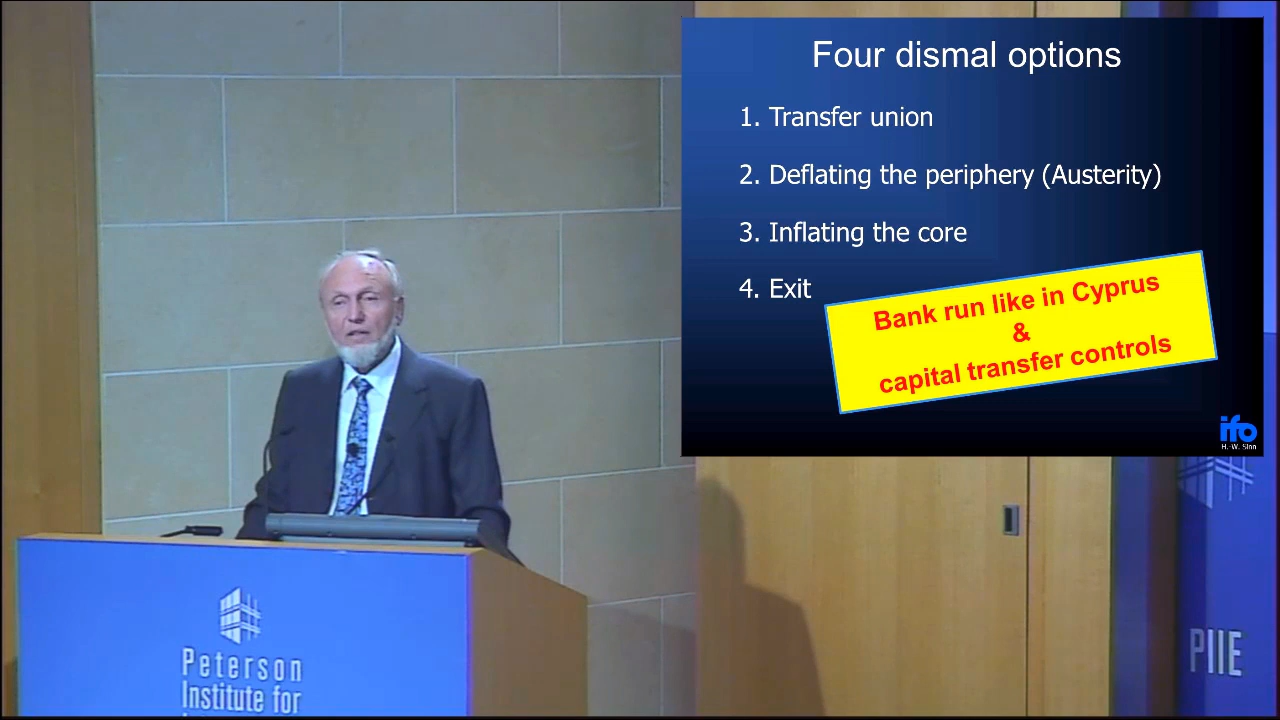 Four dismal options
1. Transfer union
2. Deflating the periphery (Austerity)
3. Inflating the core
4. Exit
Bank run like in Cyprus
&
capital transfer controls
ifo
H.-W. Sinn
Peterson
Institute for
PIIE